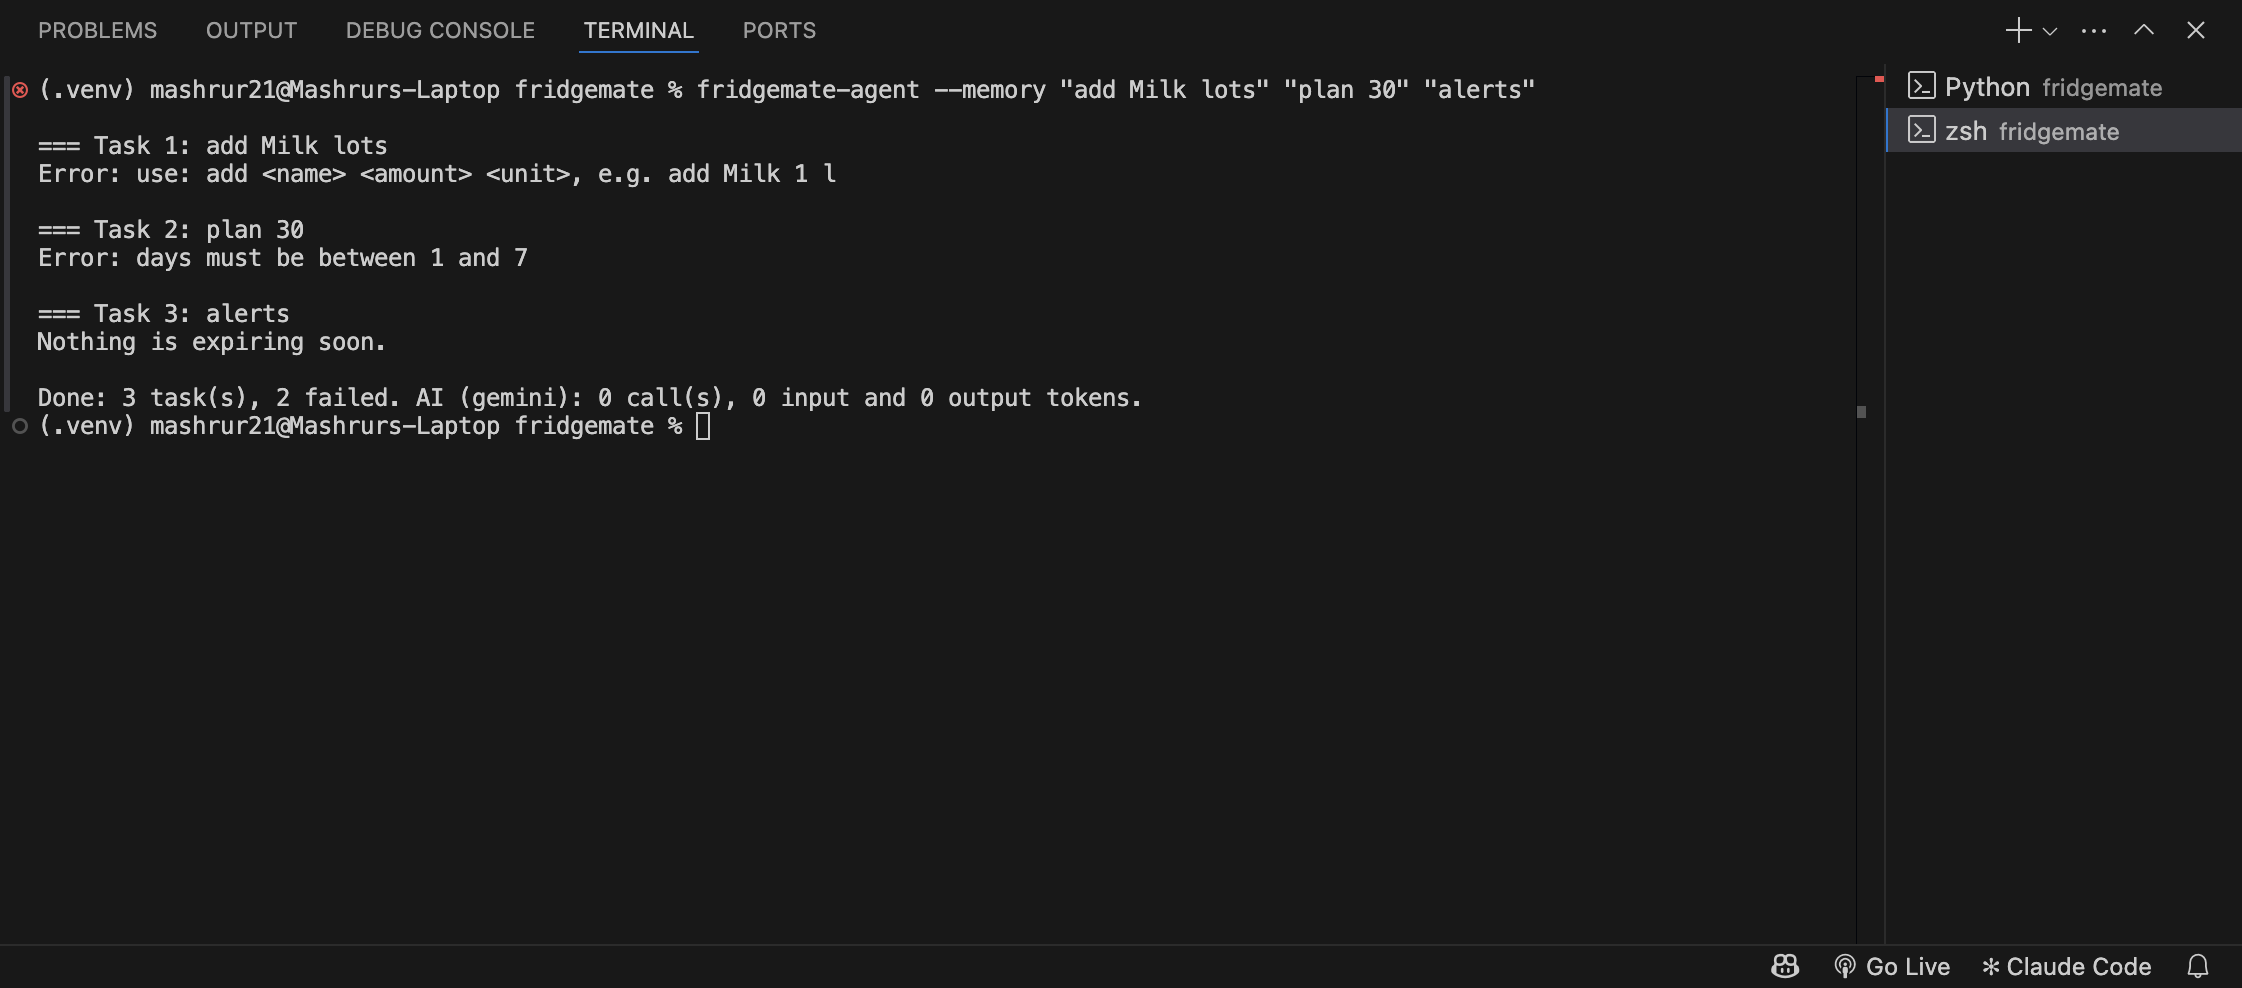 PROBLEMS OUTPUT DEBUG CONSOLE TERMINAL PORTS
(.venv) mashrur21@Mashrurs-Laptop fridgemate % fridgemate-agent --memory "add Milk lots" "plan 30" "alerts"
=== Task 1: add Milk lots
Error: use: add <name> <amount> <unit>, e.g. add Milk 1 l
=== Task 2: plan 30
Error: days must be between 1 and 7
=== Task 3: alerts
Nothing is expiring soon.
Done: 3 task(s), 2 failed. AI (gemini): 0 call(s), 0 input and 0 output tokens.
(.venv) mashrur21@Mashrurs-Laptop fridgemate %
Python fridgemate
zsh fridgemate
Go Live Claude Code